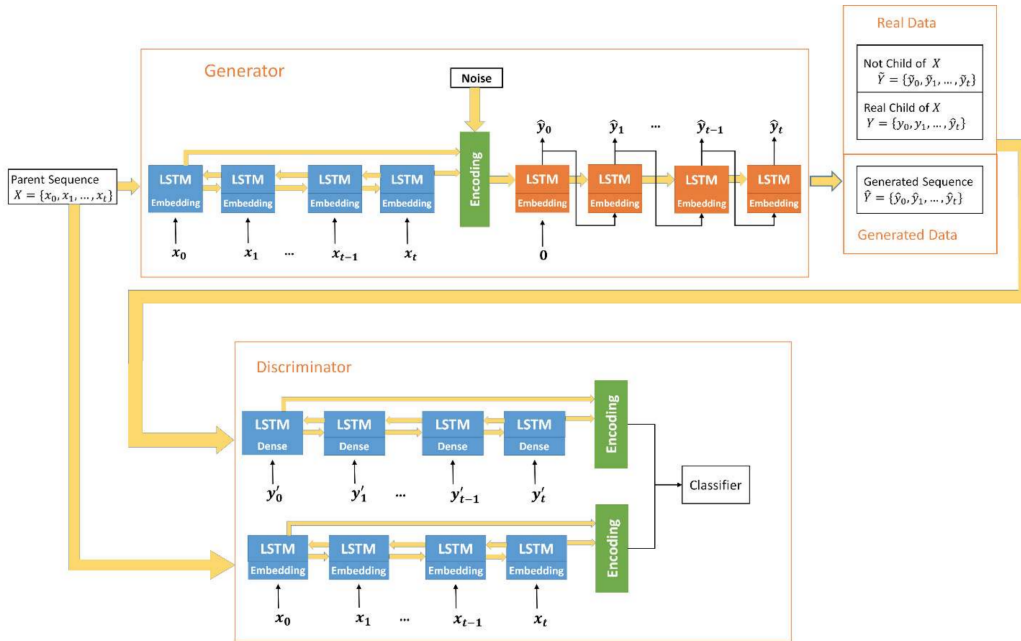 Real Data
Generator
Noise
Not Child of X
Ỹ = {ỹ₀, ỹ₁, ..., ỹₜ}
Real Child of X
Y = {y₀, y₁, ..., ŷₜ}
Generated Sequence
Ŷ = {ŷ₀, ŷ₁, ..., ŷₜ}
Generated Data
Parent Sequence
X = {x₀, x₁, ..., xₜ}
ŷ₀ ŷ₁ ... ŷₜ₋₁ ŷₜ
LSTM LSTM LSTM LSTM Encoding LSTM LSTM LSTM LSTM
Embedding Embedding Embedding Embedding Embedding Embedding Embedding Embedding
x₀ x₁ ... xₜ₋₁ xₜ 0
Discriminator
LSTM LSTM LSTM LSTM Encoding
Dense Dense Dense Dense
y′₀ y′₁ ... y′ₜ₋₁ y′ₜ
Classifier
LSTM LSTM LSTM LSTM Encoding
Embedding Embedding Embedding Embedding
x₀ x₁ ... xₜ₋₁ xₜ